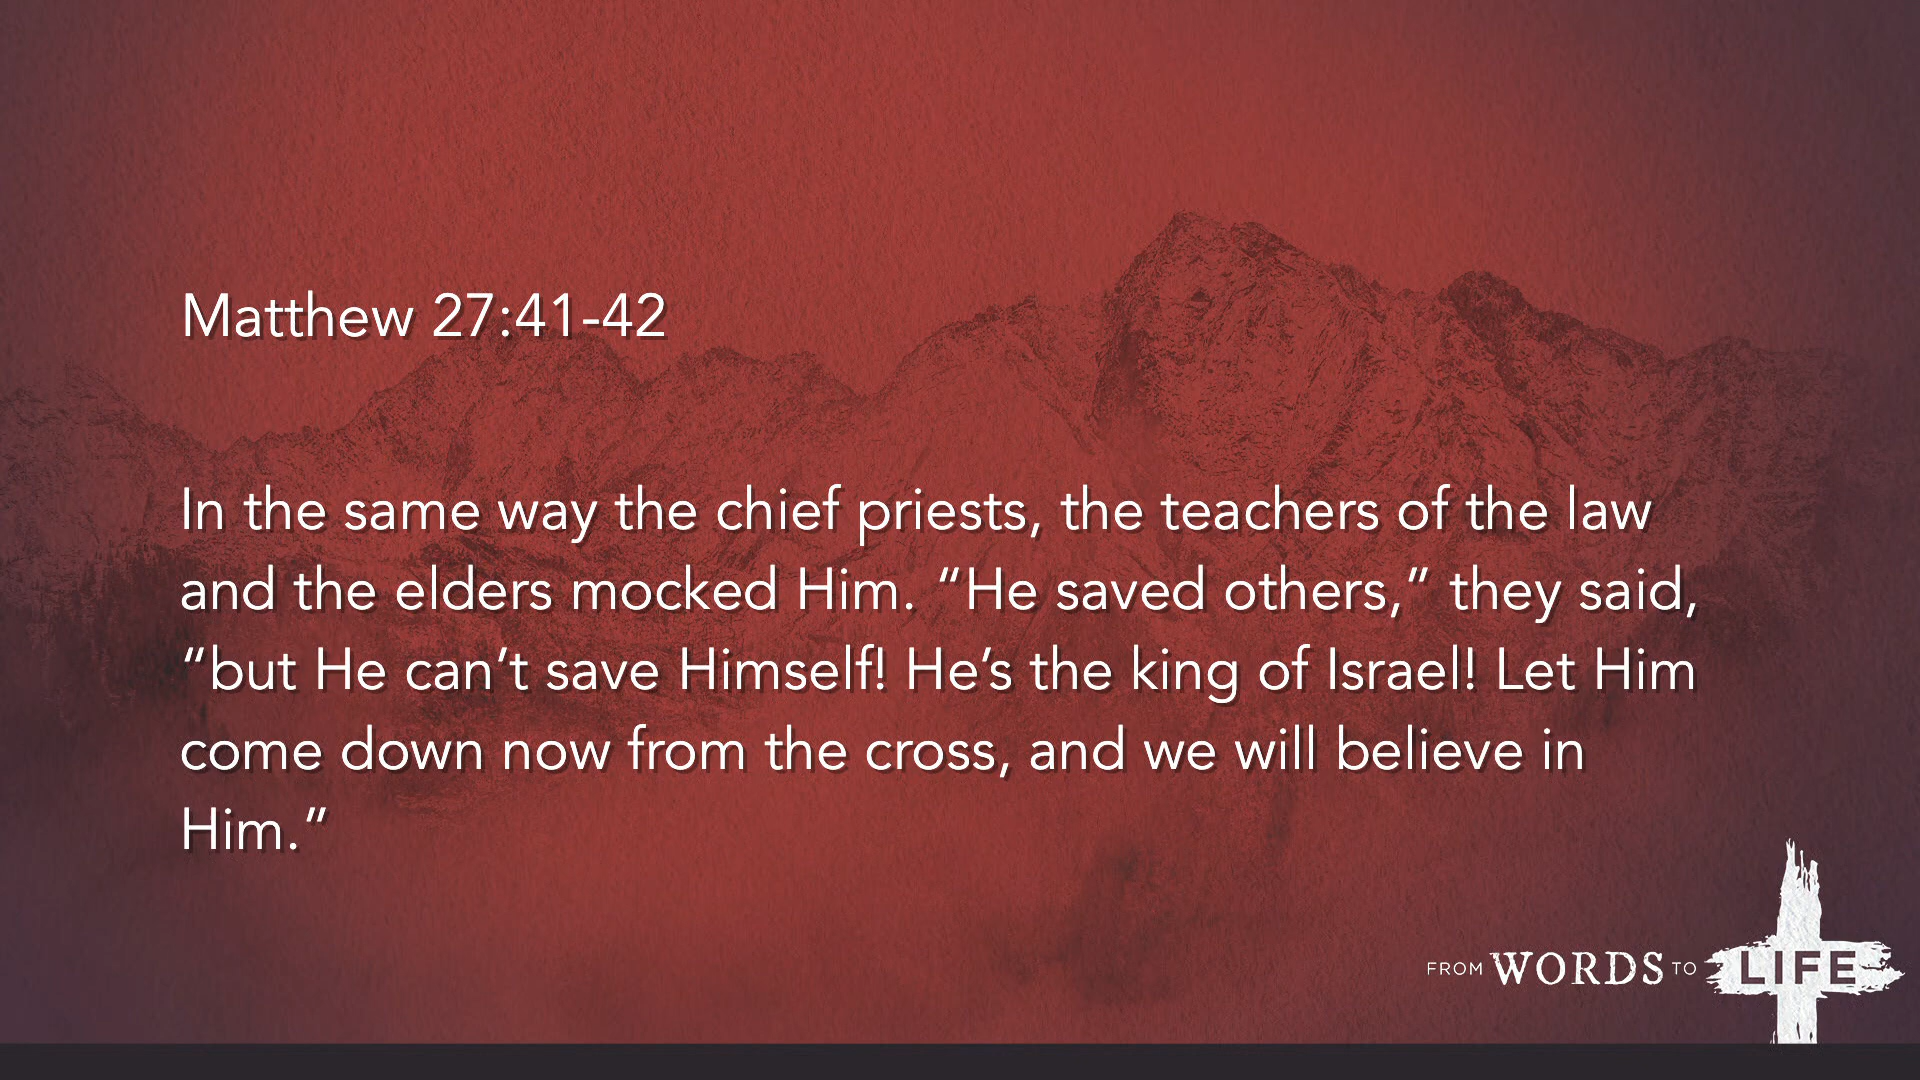 Matthew 27:41-42
In the same way the chief priests, the teachers of the law
and the elders mocked Him. “He saved others,” they said,
“but He can’t save Himself! He’s the king of Israel! Let Him
come down now from the cross, and we will believe in
Him.”
FROM WORDS TO LIFE